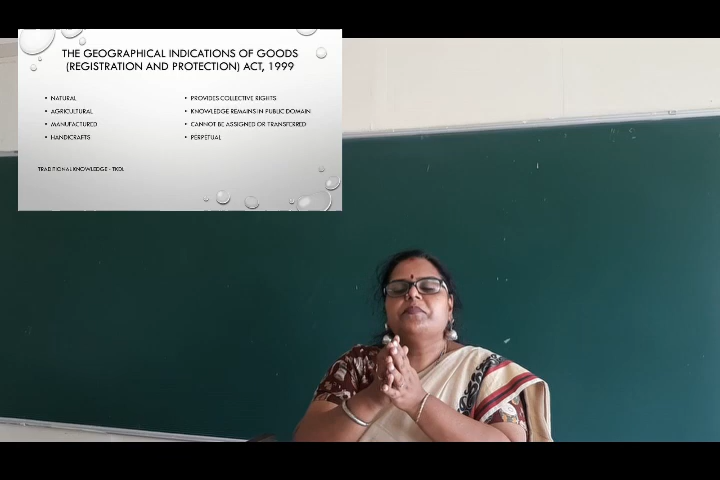 THE GEOGRAPHICAL INDICATIONS OF GOODS
(REGISTRATION AND PROTECTION) ACT, 1999
• NATURAL
• AGRICULTURAL
• MANUFACTURED
• HANDICRAFTS
• PROVIDES COLLECTIVE RIGHTS
• KNOWLEDGE REMAINS IN PUBLIC DOMAIN
• CANNOT BE ASSIGNED OR TRANSFERRED
• PERPETUAL
TRADITIONAL KNOWLEDGE - TKDL